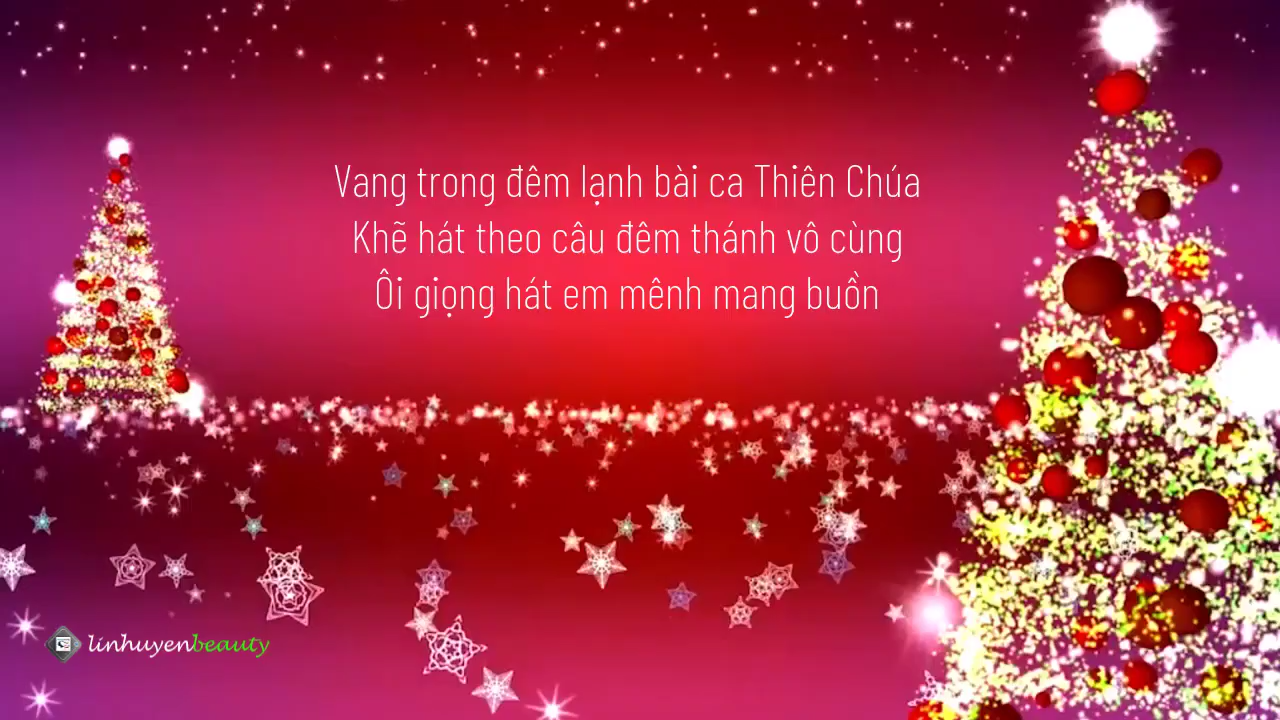 Vang trong đêm lạnh bài ca Thiên Chúa
Khẽ hát theo câu đêm thánh vô cùng
Ôi giọng hát em mênh mang buồn
linhuyenbeauty